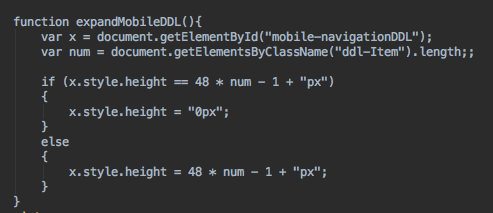 function expandMobileDDL(){
    var x = document.getElementById("mobile-navigationDDL");
    var num = document.getElementsByClassName("ddl-Item").length;;

    if (x.style.height == 48 * num - 1 + "px")
    {
        x.style.height = "0px";
    }
    else
    {
        x.style.height = 48 * num - 1 + "px";
    }
}